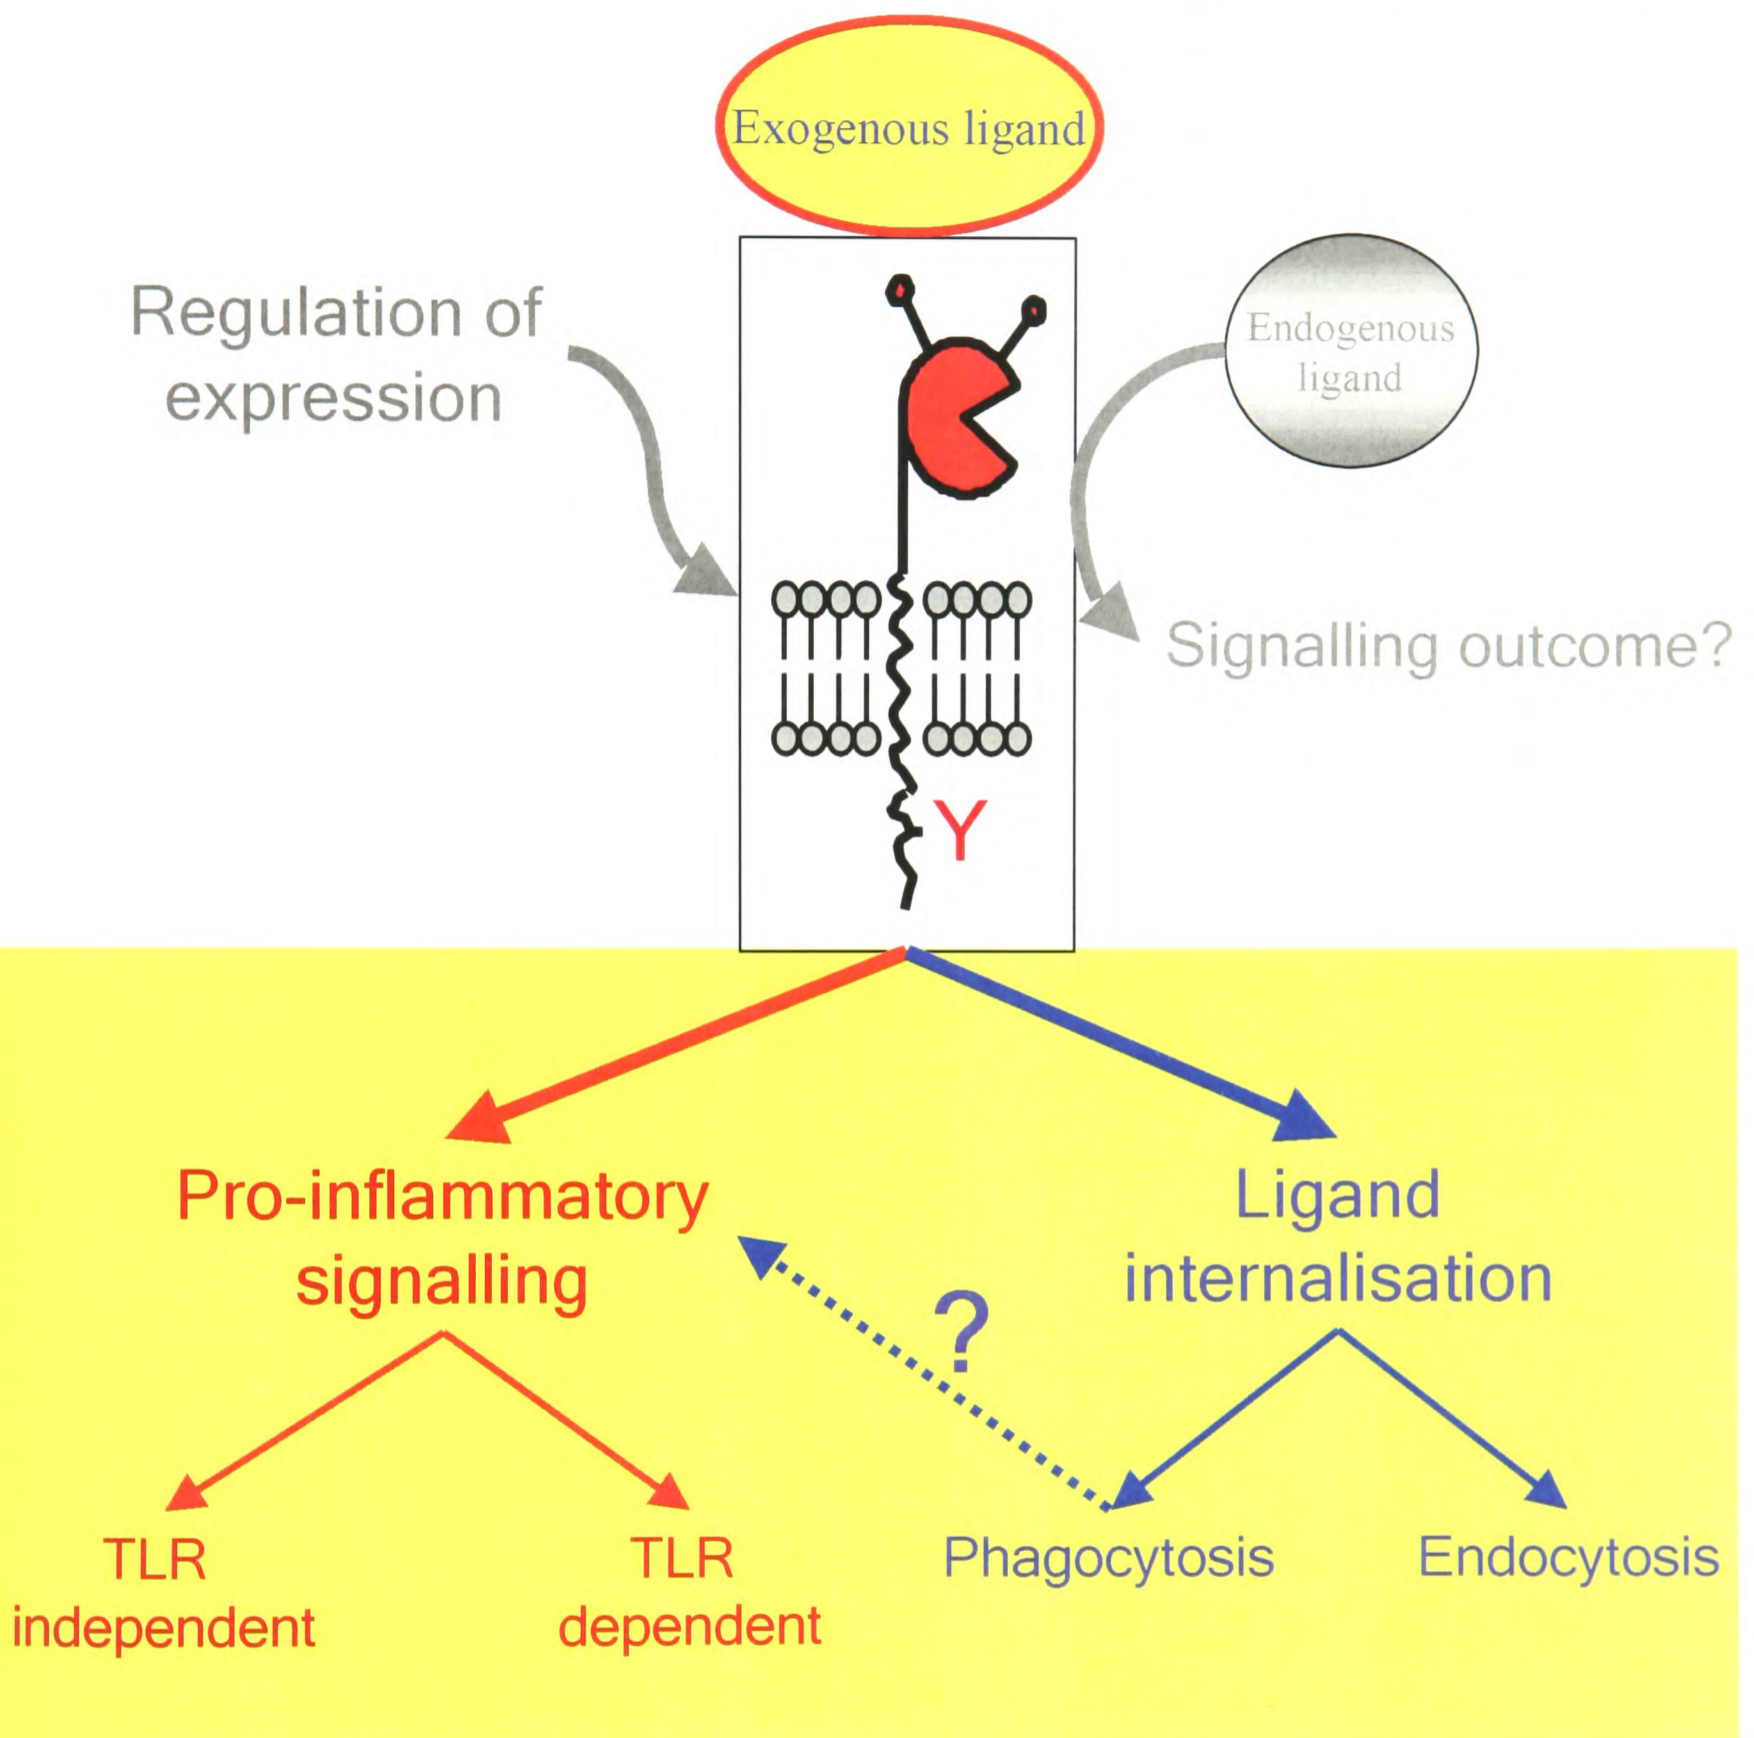 Exogenous ligand
Regulation of
expression
Endogenous
ligand
Signalling outcome?
Y
Pro-inflammatory
signalling
Ligand
internalisation
?
TLR
independent
TLR
dependent
Phagocytosis
Endocytosis